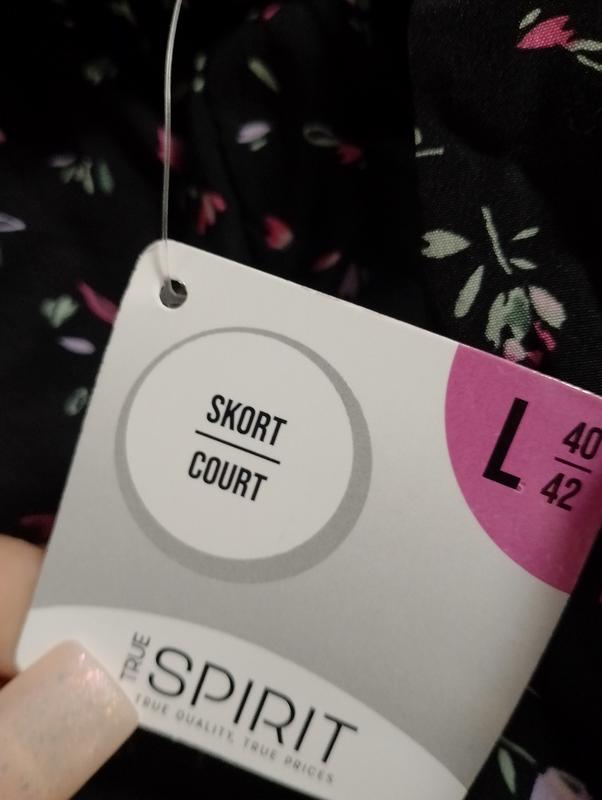 SKORT
COURT
L 40
42
TRUE
SPIRIT
TRUE QUALITY, TRUE PRICES